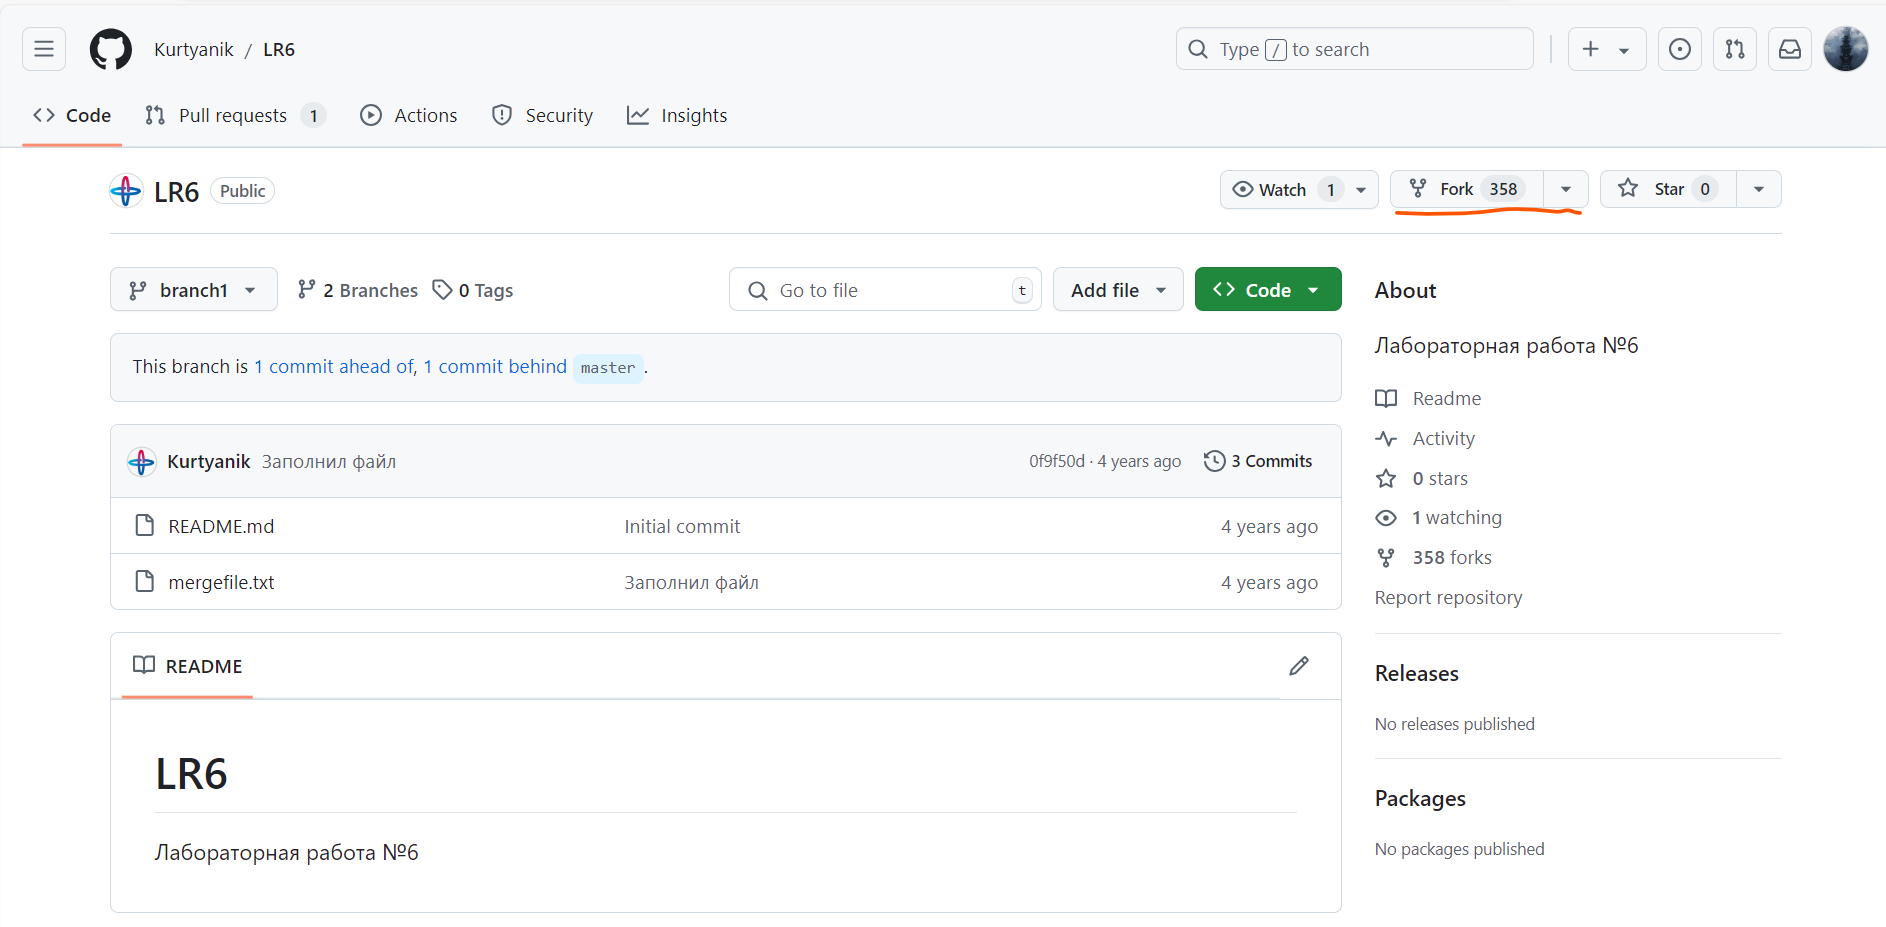 Kurtyanik / LR6
Type / to search
Code
Pull requests 1
Actions
Security
Insights
LR6 Public
Watch 1
Fork 358
Star 0
branch1
2 Branches
0 Tags
Go to file t
Add file
Code
This branch is 1 commit ahead of, 1 commit behind master .
Kurtyanik Заполнил файл 0f9f50d · 4 years ago 3 Commits
README.md Initial commit 4 years ago
mergefile.txt Заполнил файл 4 years ago
README
LR6
Лабораторная работа №6
About
Лабораторная работа №6
Readme
Activity
0 stars
1 watching
358 forks
Report repository
Releases
No releases published
Packages
No packages published